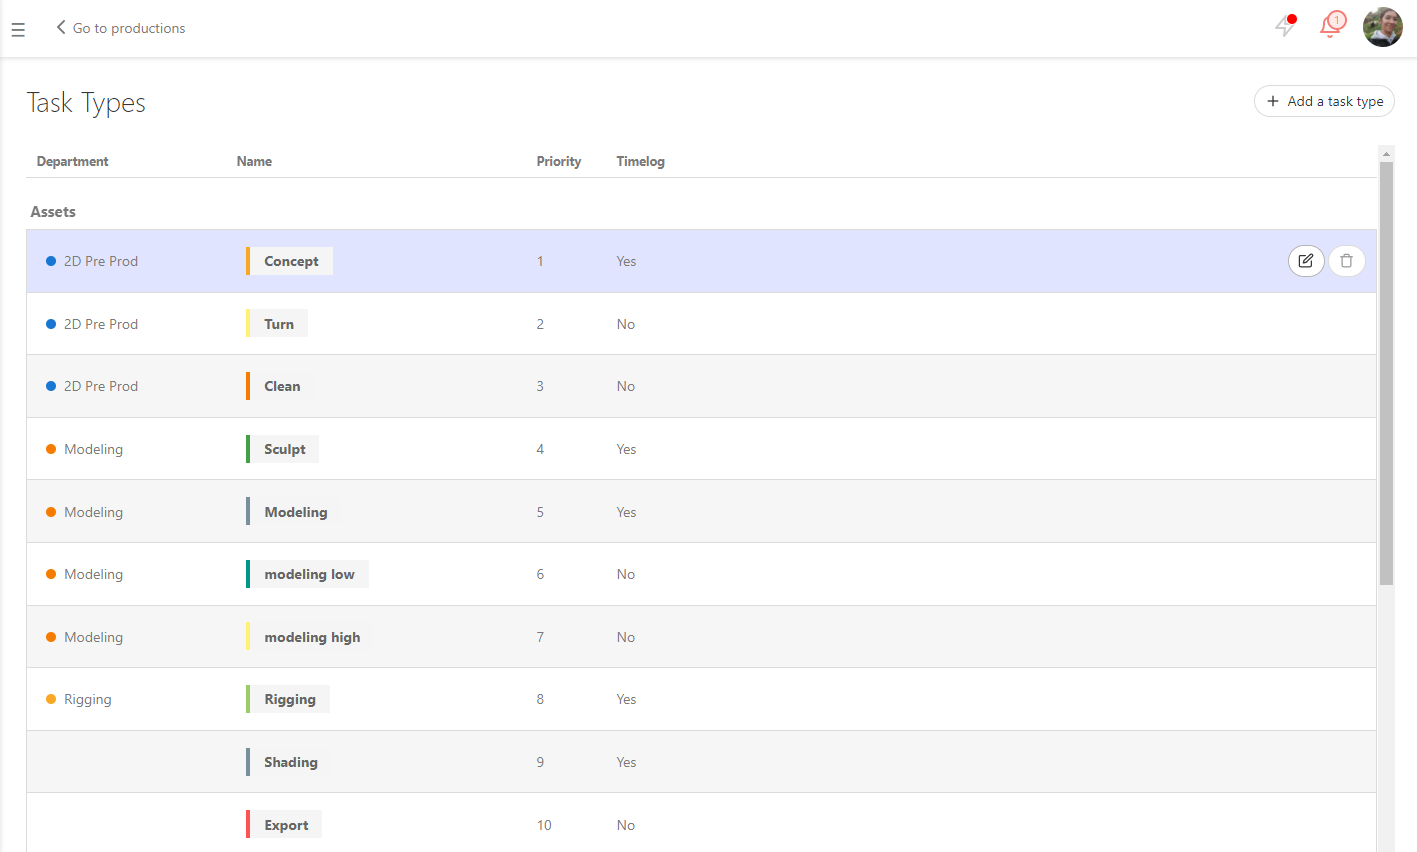 Go to productions
1
Task Types
Add a task type
Department Name Priority Timelog
Assets
2D Pre Prod Concept 1 Yes
2D Pre Prod Turn 2 No
2D Pre Prod Clean 3 No
Modeling Sculpt 4 Yes
Modeling Modeling 5 Yes
Modeling modeling low 6 No
Modeling modeling high 7 No
Rigging Rigging 8 Yes
Shading 9 Yes
Export 10 No